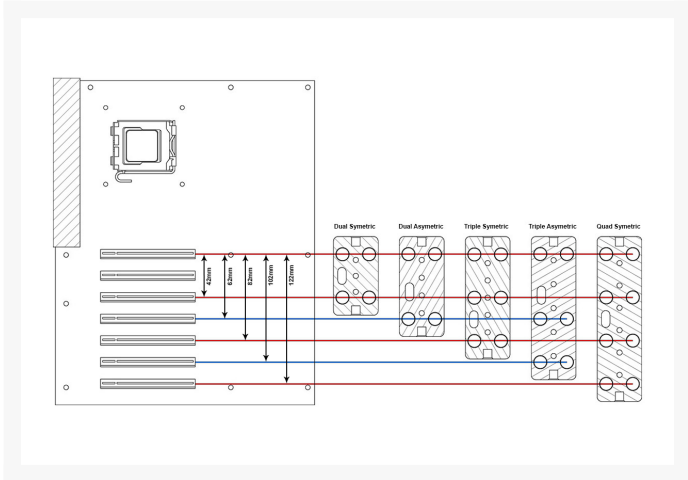 Dual Symetric
Dual Asymetric
Triple Symetric
Triple Asymetric
Quad Symetric
42mm
62mm
82mm
102mm
122mm